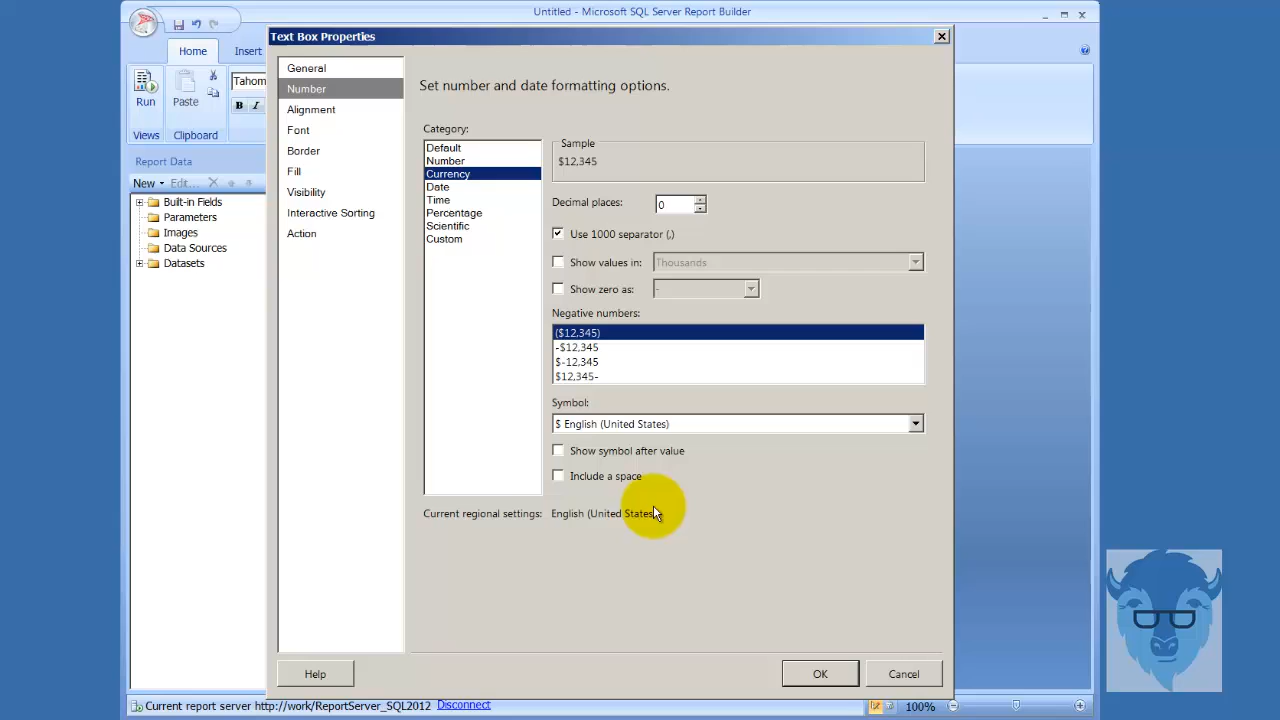 Untitled - Microsoft SQL Server Report Builder
Home
Insert
Run
Paste
Tahom
B I
Views
Clipboard
Report Data
New
Edit...
Built-in Fields
Parameters
Images
Data Sources
Datasets
Text Box Properties
General
Number
Alignment
Font
Border
Fill
Visibility
Interactive Sorting
Action
Set number and date formatting options.
Category:
Default
Number
Currency
Date
Time
Percentage
Scientific
Custom
Sample
$12,345
Decimal places: 0
Use 1000 separator (,)
Show values in: Thousands
Show zero as: -
Negative numbers:
($12,345)
-$12,345
$-12,345
$12,345-
Symbol:
$ English (United States)
Show symbol after value
Include a space
Current regional settings: English (United States)
Help
OK
Cancel
Current report server http://work/ReportServer_SQL2012 Disconnect
100%